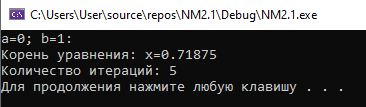 C:\Users\User\source\repos\NM2.1\Debug\NM2.1.exe
a=0; b=1:
Корень уравнения: x=0.71875
Количество итераций: 5
Для продолжения нажмите любую клавишу . . .